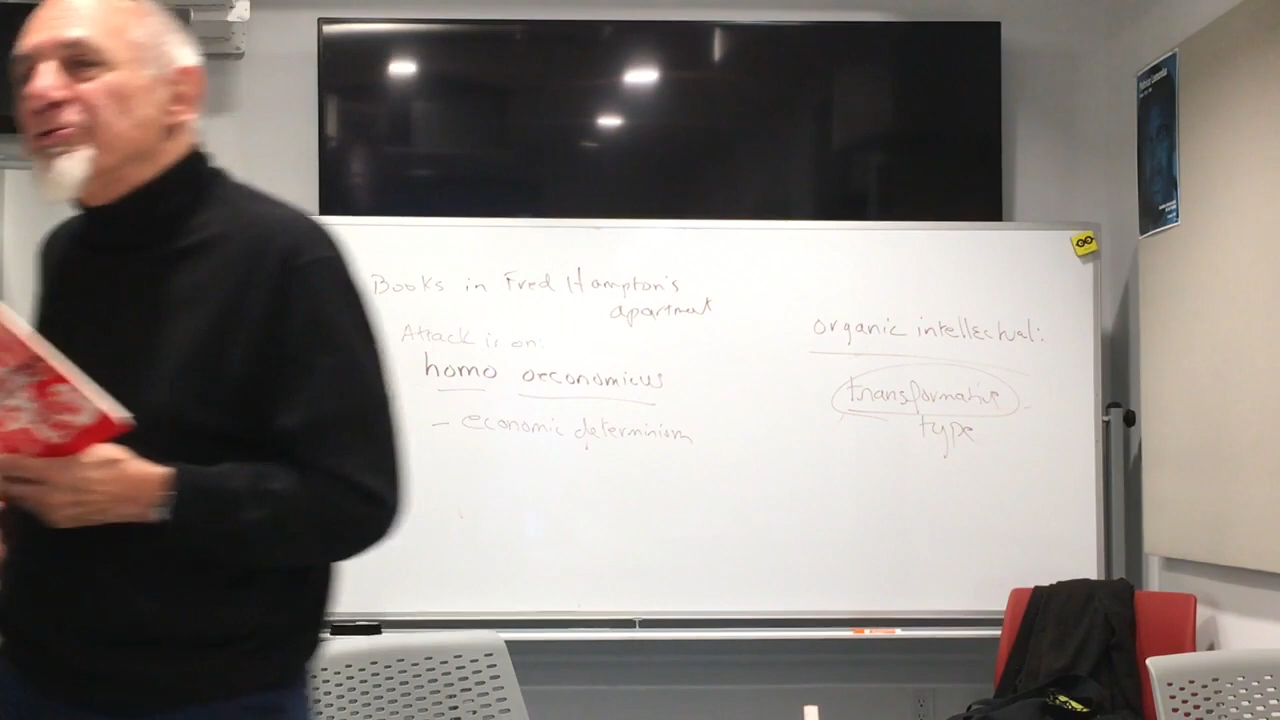 Books in Fred Hampton's
apartment
Attack is on:
homo oeconomicus
- economic determinism
organic intellectual:
transformative
type